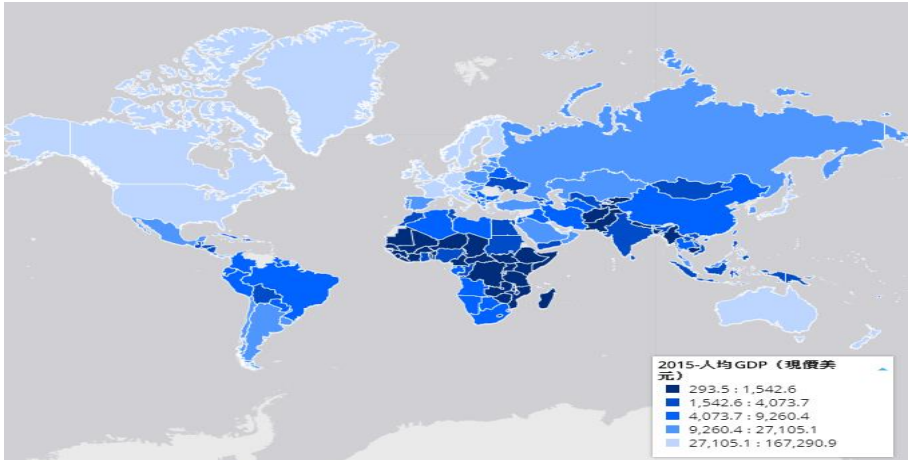 2015-人均GDP（現價美
元）
293.5 : 1,542.6
1,542.6 : 4,073.7
4,073.7 : 9,260.4
9,260.4 : 27,105.1
27,105.1 : 167,290.9